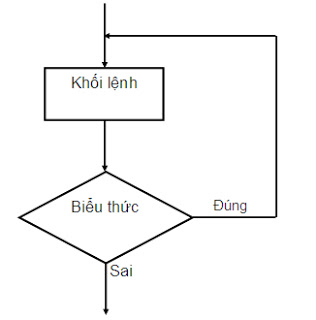 Khối lệnh
Biểu thức
Đúng
Sai